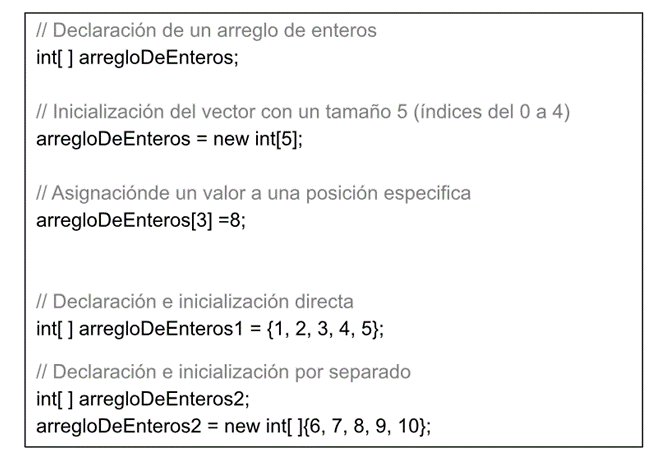 // Declaración de un arreglo de enteros
int[ ] arregloDeEnteros;
// Inicialización del vector con un tamaño 5 (índices del 0 a 4)
arregloDeEnteros = new int[5];
// Asignaciónde un valor a una posición especifica
arregloDeEnteros[3] =8;
// Declaración e inicialización directa
int[ ] arregloDeEnteros1 = {1, 2, 3, 4, 5};
// Declaración e inicialización por separado
int[ ] arregloDeEnteros2;
arregloDeEnteros2 = new int[ ]{6, 7, 8, 9, 10};